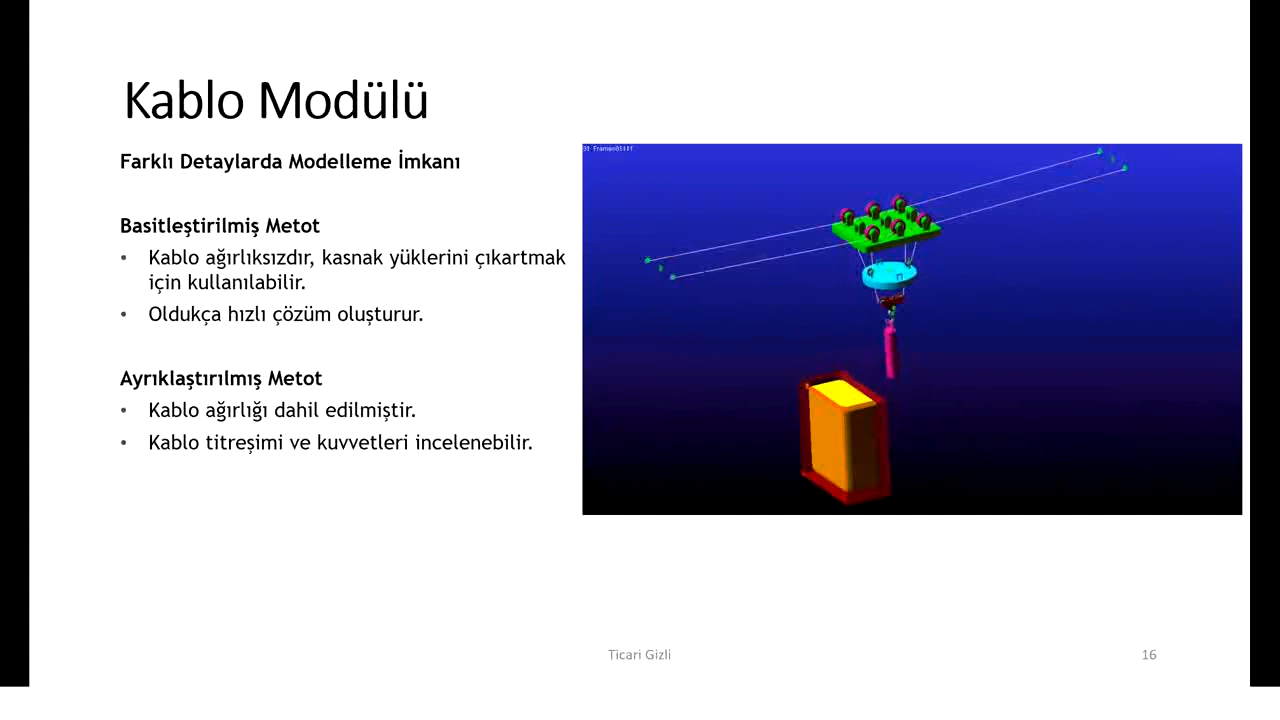 Kablo Modülü
Farklı Detaylarda Modelleme İmkanı
Basitleştirilmiş Metot
• Kablo ağırlıksızdır, kasnak yüklerini çıkartmak
için kullanılabilir.
• Oldukça hızlı çözüm oluşturur.
Ayrıklaştırılmış Metot
• Kablo ağırlığı dahil edilmiştir.
• Kablo titreşimi ve kuvvetleri incelenebilir.
Ticari Gizli
16